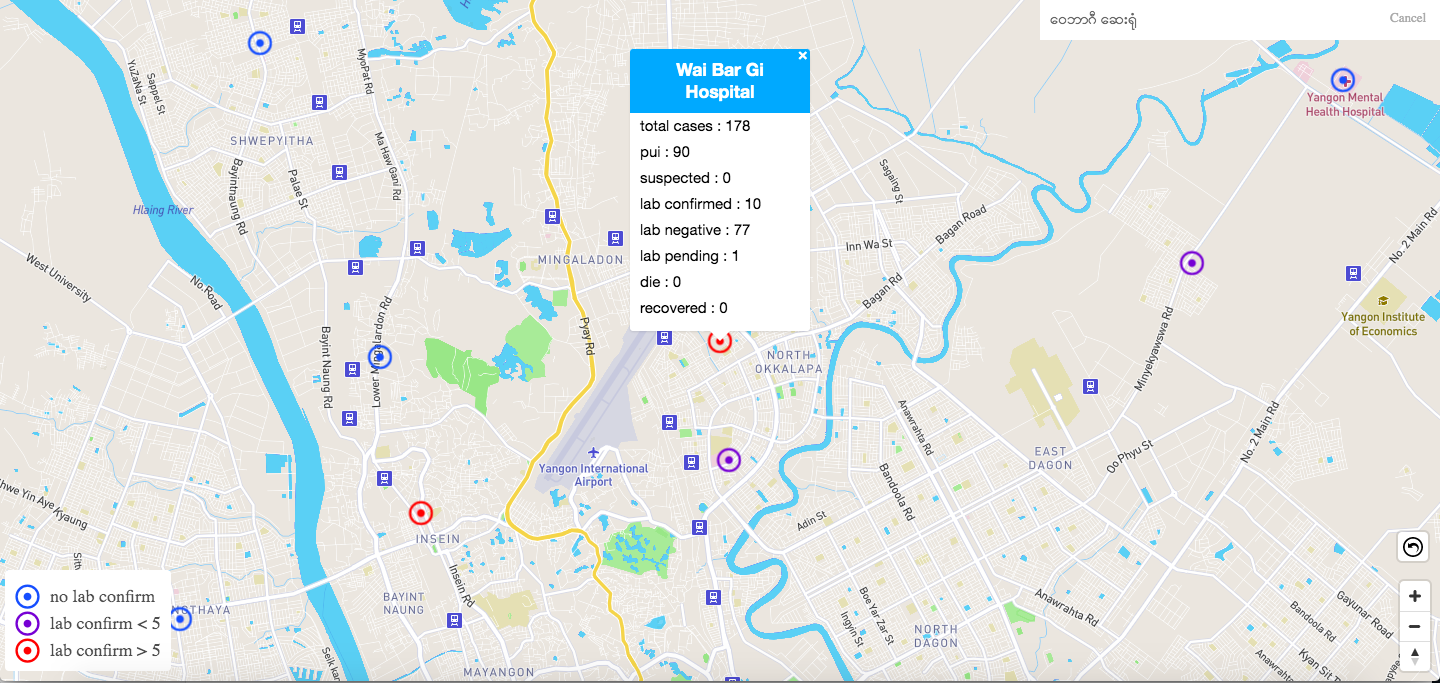 ဝေဘာဂီ ဆေးရုံ
Cancel
Wai Bar Gi
Hospital
×
total cases : 178
pui : 90
suspected : 0
lab confirmed : 10
lab negative : 77
lab pending : 1
die : 0
recovered : 0
YuZaNa St
Sappel St
MyoPat Rd
SHWEPYITHA
Ma Haw Gani Rd
Bayintnaung Rd
Palae St
Hlaing River
West University
No.Road
MINGALADON
Yangon Mental
Health Hospital
Sagaing St
Bagan Road
Inn Wa St
Bagan Rd
No. 2 Main Rd
Yangon Institute
of Economics
Minyekyawswa Rd
Bayint Naung Rd
Lower Mingalardon Rd
Pyay Rd
NORTH
OKKALAPA
Anawrahta Rd
EAST
DAGON
Oo Phyu St
No. 2 Main Rd
Yangon International
Airport
Bandoola Rd
Adin St
hwe Yin Aye Kyaung
INSEIN
Insein Rd
BAYINT
NAUNG
Boe Yar Zar St
Ingyin St
NORTH
DAGON
Anawrahta Rd
Gayunar Road
Bandoola Rd
Kyan Sit T
Anawrah
MAYANGON
Seik kan
NGTHAYA
no lab confirm
lab confirm < 5
lab confirm > 5
+
−